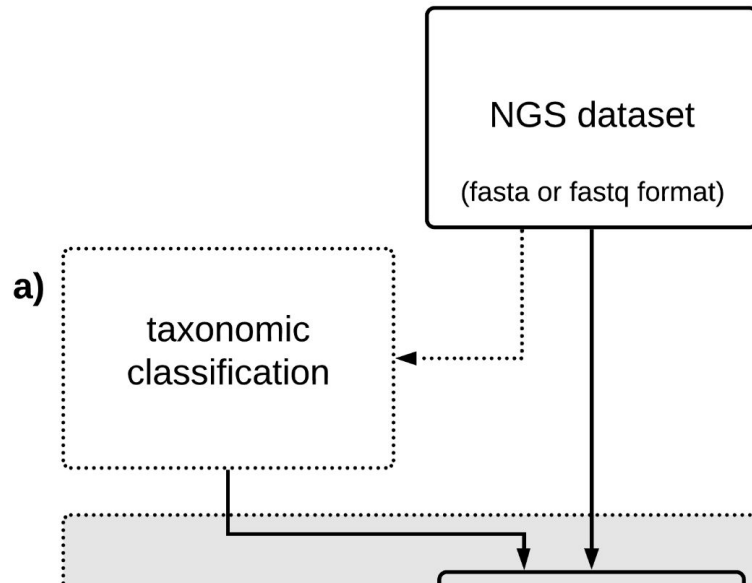 NGS dataset
(fasta or fastq format)
a)
taxonomic
classification